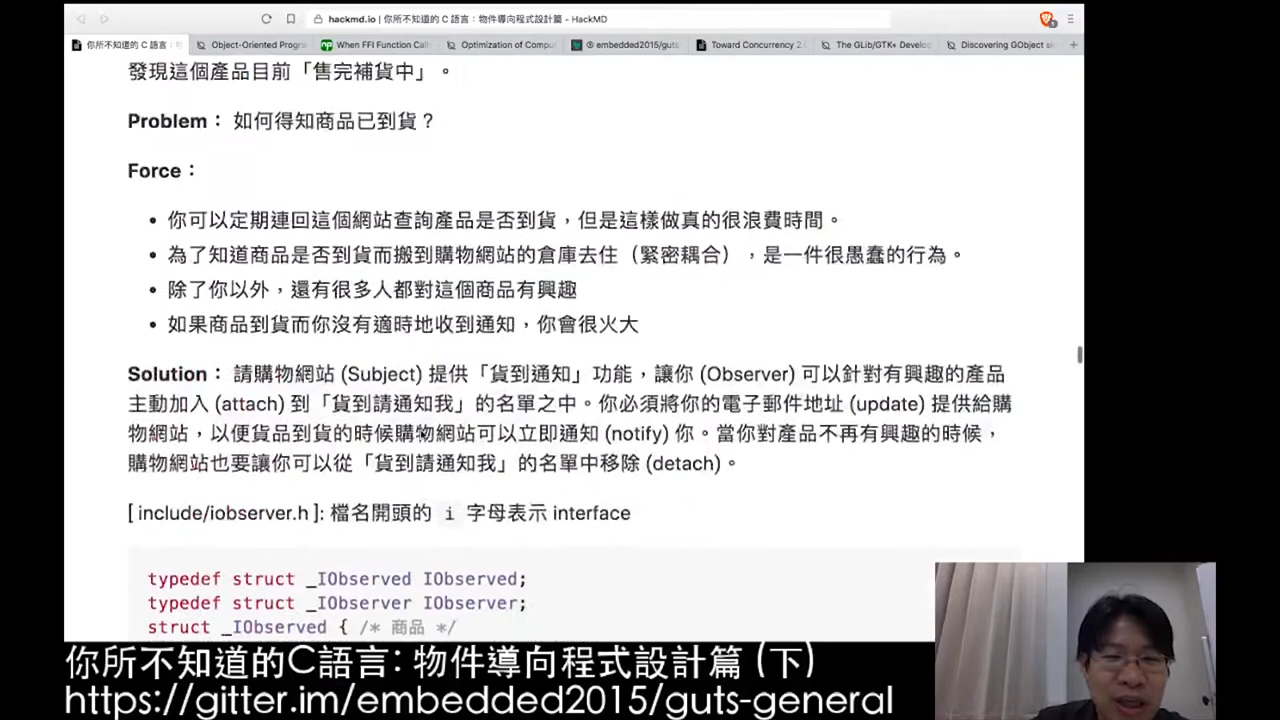 hackmd.io | 你所不知道的 C 語言：物件導向程式設計篇 - HackMD
你所不知道的 C 語言：物
Object-Oriented Progra
When FFI Function Call
Optimization of Compu
embedded2015/guts
Toward Concurrency 2.
The GLib/GTK+ Develo
Discovering GObject si
發現這個產品目前「售完補貨中」。
Problem： 如何得知商品已到貨？
Force：
• 你可以定期連回這個網站查詢產品是否到貨，但是這樣做真的很浪費時間。
• 為了知道商品是否到貨而搬到購物網站的倉庫去住（緊密耦合），是一件很愚蠢的行為。
• 除了你以外，還有很多人都對這個商品有興趣
• 如果商品到貨而你沒有適時地收到通知，你會很火大
Solution： 請購物網站 (Subject) 提供「貨到通知」功能，讓你 (Observer) 可以針對有興趣的產品
主動加入 (attach) 到「貨到請通知我」的名單之中。你必須將你的電子郵件地址 (update) 提供給購
物網站，以便貨品到貨的時候購物網站可以立即通知 (notify) 你。當你對產品不再有興趣的時候，
購物網站也要讓你可以從「貨到請通知我」的名單中移除 (detach)。
[ include/iobserver.h ]: 檔名開頭的 i 字母表示 interface
typedef struct _IObserved IObserved;
typedef struct _IObserver IObserver;
struct _IObserved { /* 商品 */
你所不知道的C語言: 物件導向程式設計篇 (下)
https://gitter.im/embedded2015/guts-general